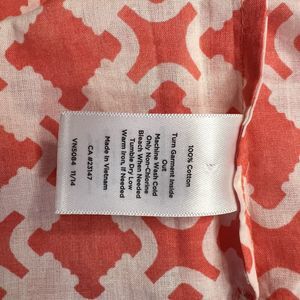 100% Cotton
Turn Garment Inside
Out
Machine Wash Cold
Only Non-Chlorine
Bleach When Needed
Tumble Dry Low
Warm Iron, If Needed
Made in Vietnam
CA #23147
VN5084 11/14